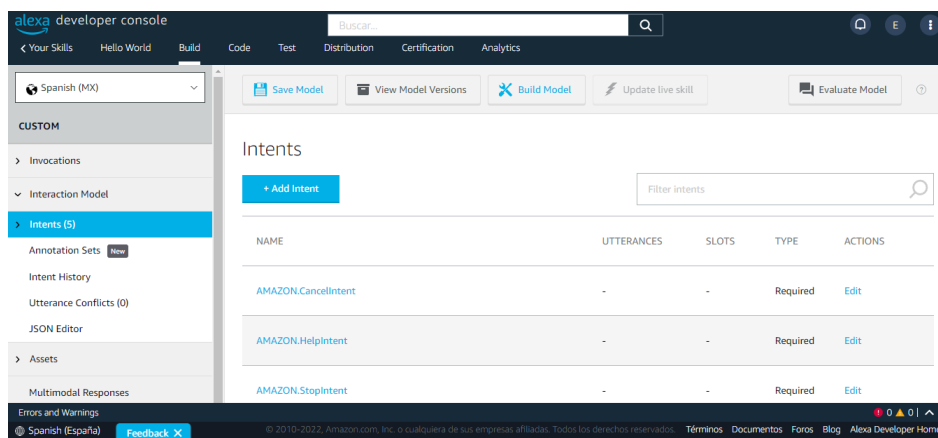 alexa developer console
Buscar...
E
Your Skills Hello World Build Code Test Distribution Certification Analytics
Spanish (MX)
Save Model View Model Versions Build Model Update live skill Evaluate Model ?
CUSTOM
Invocations
Intents
Interaction Model
+ Add Intent Filter intents
Intents (5)
NAME UTTERANCES SLOTS TYPE ACTIONS
Annotation Sets New
Intent History
AMAZON.CancelIntent - - Required Edit
Utterance Conflicts (0)
JSON Editor
AMAZON.HelpIntent - - Required Edit
Assets
Multimodal Responses
AMAZON.StopIntent - - Required Edit
Errors and Warnings 0 0
Spanish (España) Feedback X © 2010-2022, Amazon.com, Inc. o cualquiera de sus empresas afiliadas. Todos los derechos reservados. Términos Documentos Foros Blog Alexa Developer Home